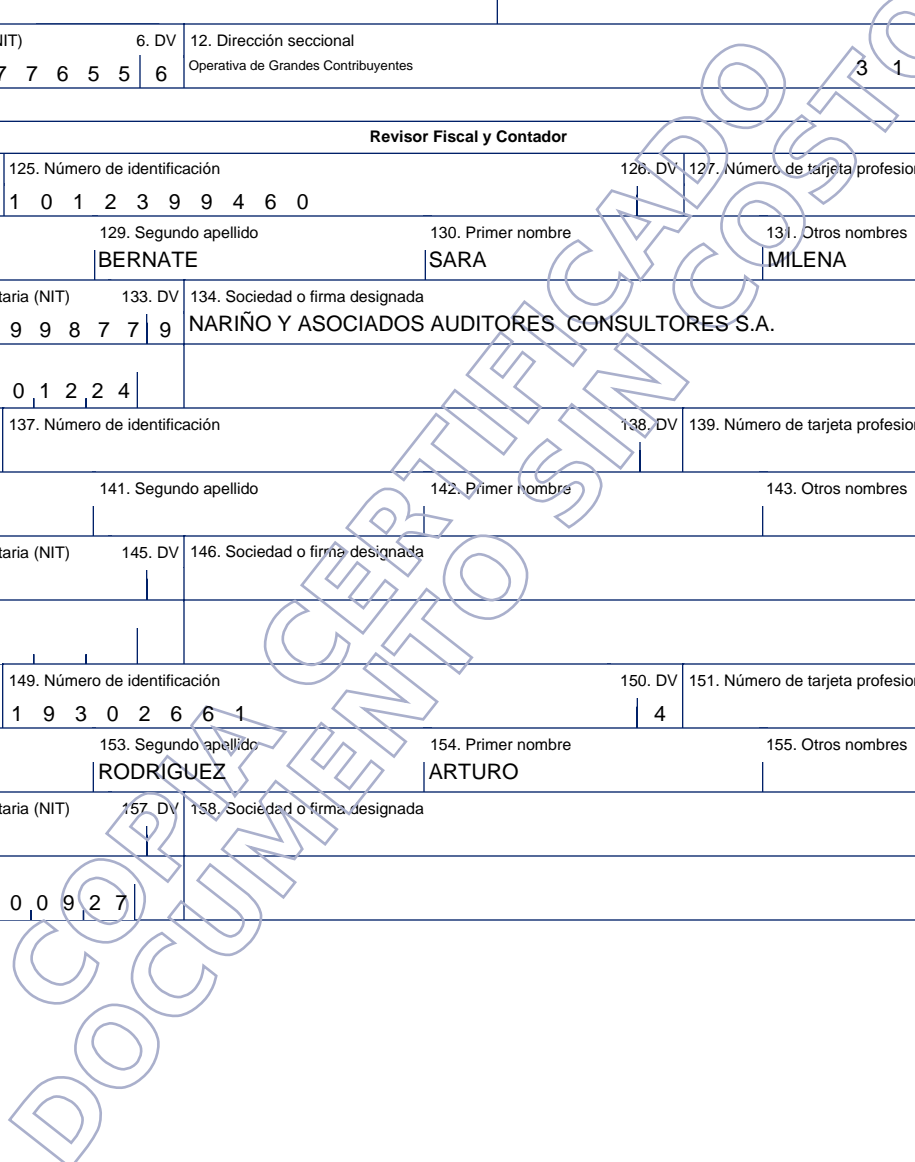 NIT) 6. DV 12. Dirección seccional
7 7 6 5 5 6 Operativa de Grandes Contribuyentes 3 1
Revisor Fiscal y Contador
125. Número de identificación 126. DV 127. Número de tarjeta profesion
1 0 1 2 3 9 9 4 6 0
129. Segundo apellido 130. Primer nombre 131. Otros nombres
BERNATE SARA MILENA
taria (NIT) 133. DV 134. Sociedad o firma designada
9 9 8 7 7 9 NARIÑO Y ASOCIADOS AUDITORES CONSULTORES S.A.
0 1 2 2 4
137. Número de identificación 138. DV 139. Número de tarjeta profesion
141. Segundo apellido 142. Primer nombre 143. Otros nombres
taria (NIT) 145. DV 146. Sociedad o firma designada
149. Número de identificación 150. DV 151. Número de tarjeta profesion
1 9 3 0 2 6 6 1 4
153. Segundo apellido 154. Primer nombre 155. Otros nombres
RODRIGUEZ ARTURO
taria (NIT) 157. DV 158. Sociedad o firma designada
0 0 9 2 7
COPIA CERTIFICADO
DOCUMENTO SIN COSTO